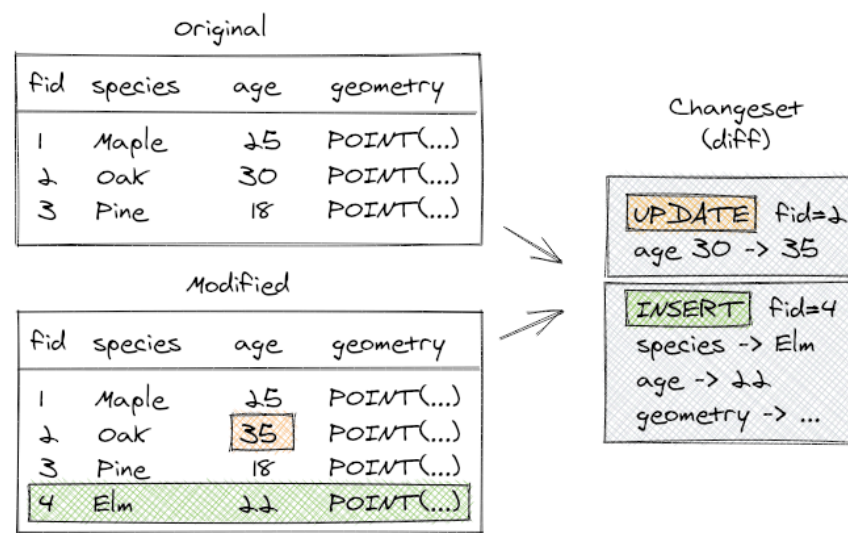 Original
fid species age geometry
1 Maple 25 POINT(...)
2 Oak 30 POINT(...)
3 Pine 18 POINT(...)
Modified
fid species age geometry
1 Maple 25 POINT(...)
2 Oak 35 POINT(...)
3 Pine 18 POINT(...)
4 Elm 22 POINT(...)
Changeset
(diff)
UPDATE fid=2
age 30 -> 35
INSERT fid=4
species -> Elm
age -> 22
geometry -> ...